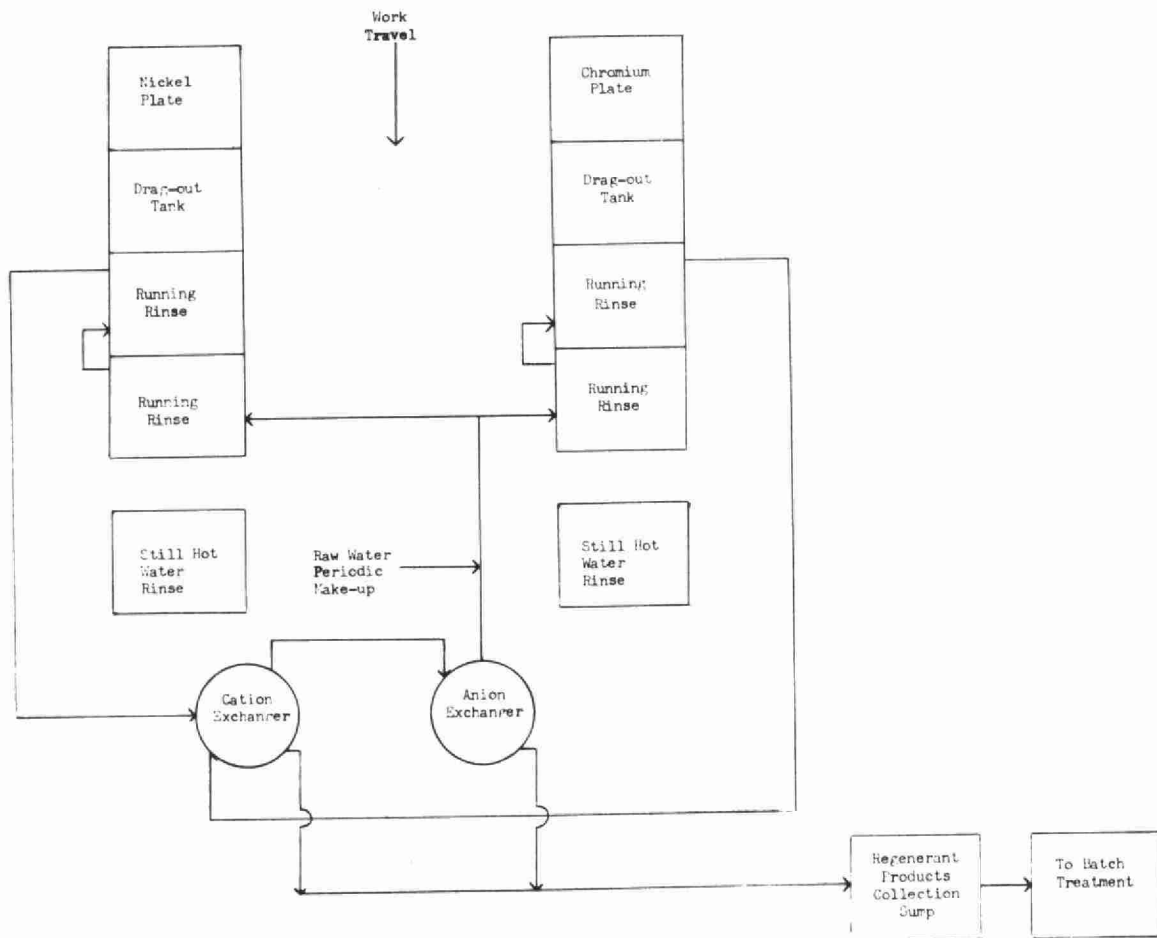 Work
Travel
Nickel
Plate
Chromium
Plate
Drag-out
Tank
Drag-out
Tank
Running
Rinse
Running
Rinse
Running
Rinse
Running
Rinse
Still Hot
Water
Rinse
Raw Water
Periodic
Make-up
Still Hot
Water
Rinse
Cation
Exchanger
Anion
Exchanger
Regenerant
Products
Collection
Sump
To Batch
Treatment